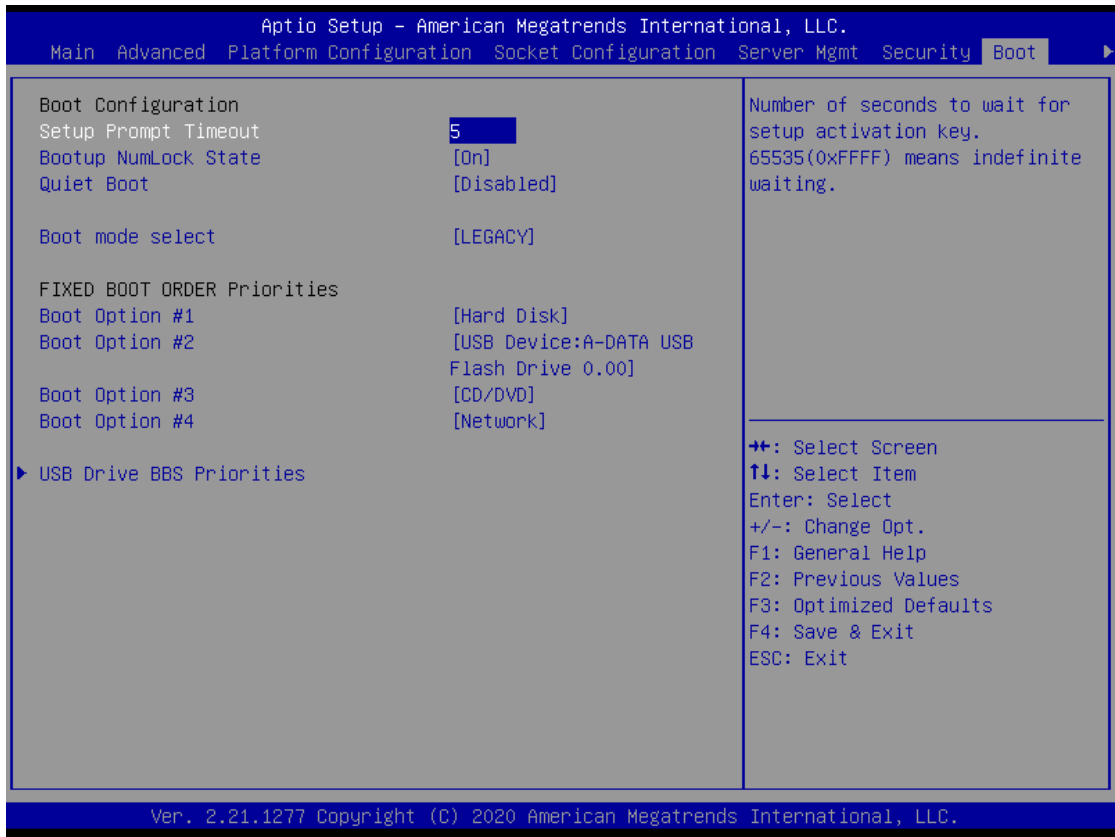 Aptio Setup – American Megatrends International, LLC.
Main Advanced Platform Configuration Socket Configuration Server Mgmt Security Boot ▶
Boot Configuration
Setup Prompt Timeout 5
Bootup NumLock State [On]
Quiet Boot [Disabled]
Boot mode select [LEGACY]
FIXED BOOT ORDER Priorities
Boot Option #1 [Hard Disk]
Boot Option #2 [USB Device:A-DATA USB
Flash Drive 0.00]
Boot Option #3 [CD/DVD]
Boot Option #4 [Network]
▶ USB Drive BBS Priorities
Number of seconds to wait for
setup activation key.
65535(0xFFFF) means indefinite
waiting.
→←: Select Screen
↑↓: Select Item
Enter: Select
+/-: Change Opt.
F1: General Help
F2: Previous Values
F3: Optimized Defaults
F4: Save & Exit
ESC: Exit
Ver. 2.21.1277 Copyright (C) 2020 American Megatrends International, LLC.